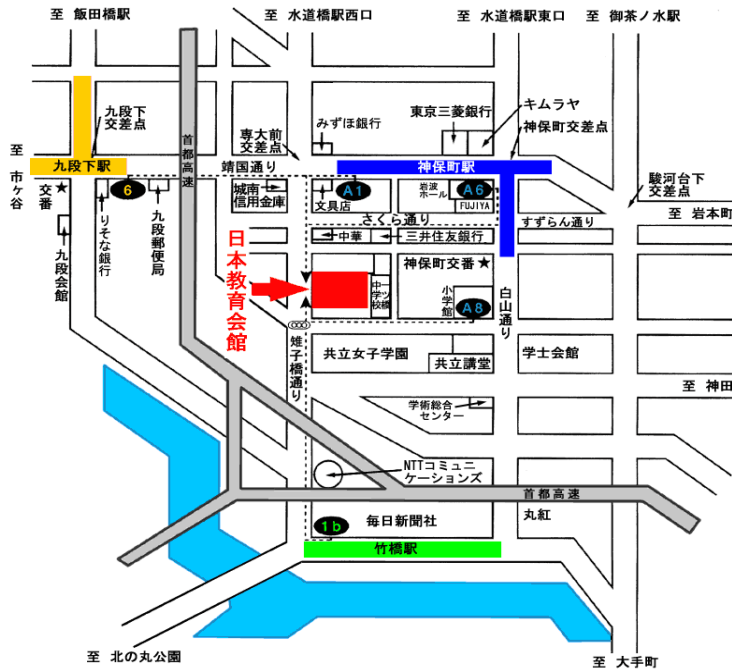 至 飯田橋駅
至 水道橋駅西口
至 水道橋駅東口
至 御茶ノ水駅
九段下
交差点
首都高速
専大前
交差点
みずほ銀行
東京三菱銀行
キムラヤ
神保町交差点
至 市ヶ谷
九段下駅
靖国通り
神保町駅
駿河台下
交差点
交番★
6
城南
信用金庫
文具店
A1
岩波
ホール
A6
FUJIYA
さくら通り
すずらん通り
至 岩本町
九段会館
りそな銀行
九段郵便局
中華
三井住友銀行
日本教育会館
一ツ橋
中学校
神保町交番★
小学館
A8
白山通り
雉子橋通り
共立女子学園
共立講堂
学士会館
至 神田
学術総合
センター
NTTコミュニ
ケーションズ
首都高速
1b
毎日新聞社
丸紅
竹橋駅
至 北の丸公園
至 大手町